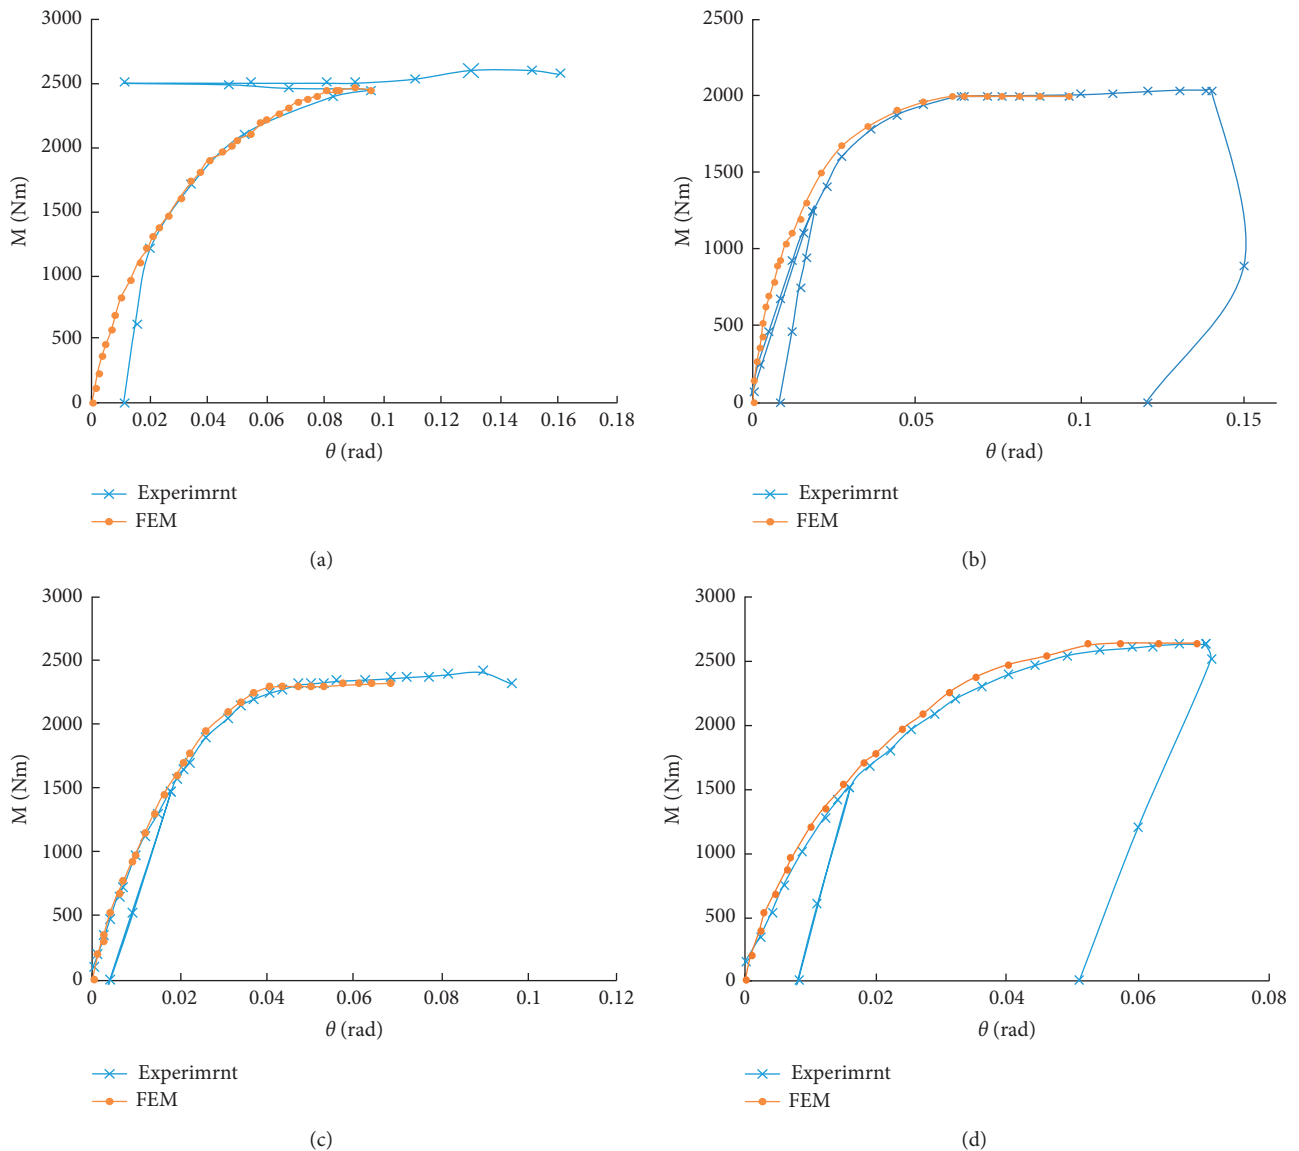 3000
2500
2000
1500
1000
500
0
M (Nm)
0 0.02 0.04 0.06 0.08 0.10 0.12 0.14 0.16 0.18
θ (rad)
Experimrnt
FEM
(a)
2500
2000
1500
1000
500
0
M (Nm)
0 0.05 0.1 0.15
θ (rad)
Experimrnt
FEM
(b)
3000
2500
2000
1500
1000
500
0
M (Nm)
0 0.02 0.04 0.06 0.08 0.1 0.12
θ (rad)
Experimrnt
FEM
(c)
3000
2500
2000
1500
1000
500
0
M (Nm)
0 0.02 0.04 0.06 0.08
θ (rad)
Experimrnt
FEM
(d)